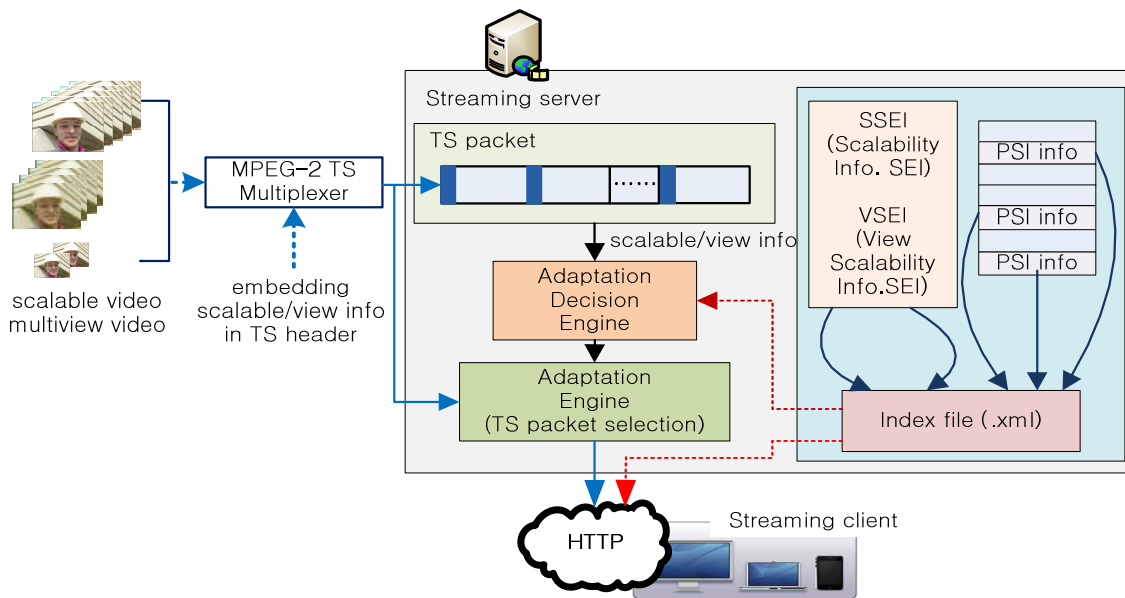 Streaming server
TS packet
......
SSEI
(Scalability
Info. SEI)
VSEI
(View
Scalability
Info.SEI)
PSI info
PSI info
PSI info
MPEG-2 TS
Multiplexer
scalable/view info
scalable video
multiview video
embedding
scalable/view info
in TS header
Adaptation
Decision
Engine
Adaptation
Engine
(TS packet selection)
Index file (.xml)
HTTP
Streaming client